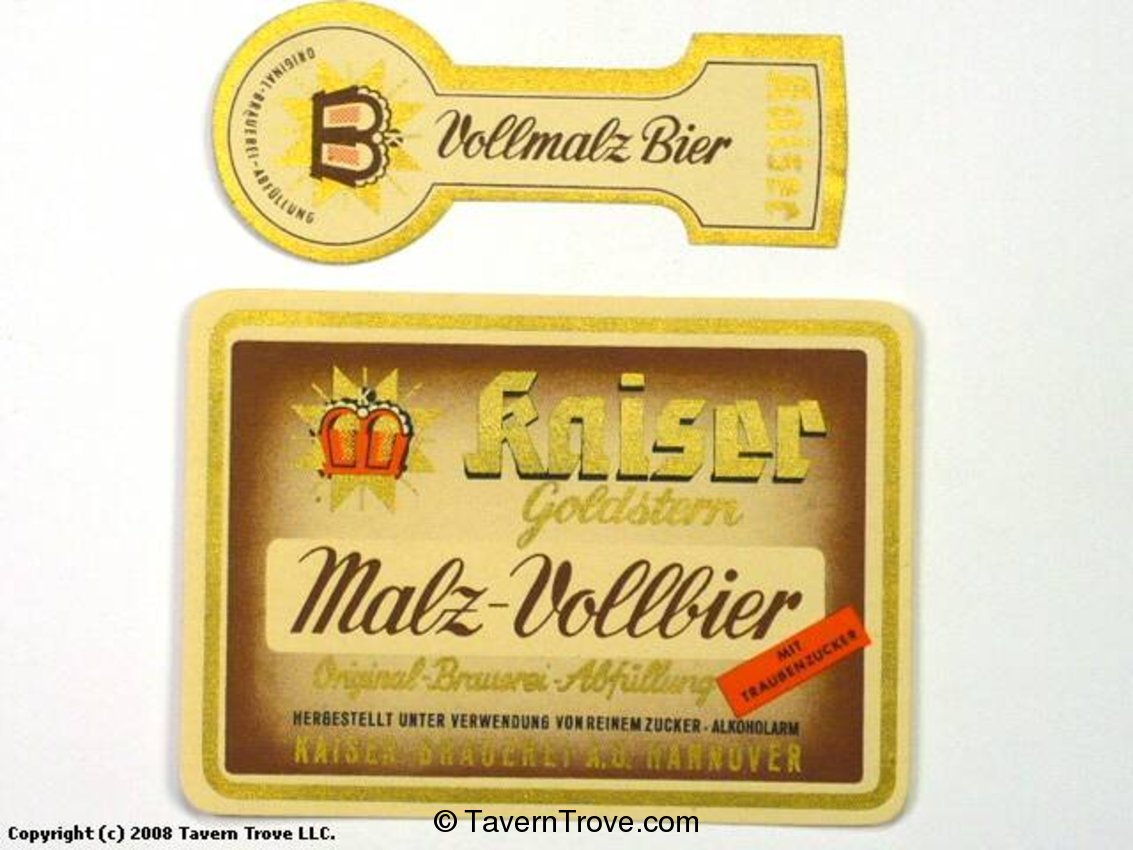 ORIGINAL-BRAUEREI-ABFÜLLUNG
Vollmalz Bier
Kaiser
Kaiser
Goldstern
Malz-Vollbier
MIT
TRAUBENZUCKER
Original-Brauerei-Abfüllung
HERGESTELLT UNTER VERWENDUNG VON REINEM ZUCKER - ALKOHOLARM
KAISER-BRAUEREI A.G. HANNOVER
© TavernTrove.com
Copyright (c) 2008 Tavern Trove LLC.